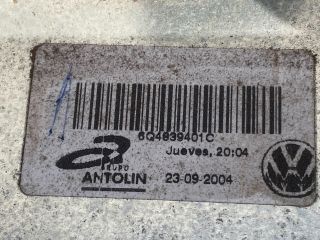 6Q4839401C
Jueves, 20:04
GRUPO
ANTOLIN 23-09-2004